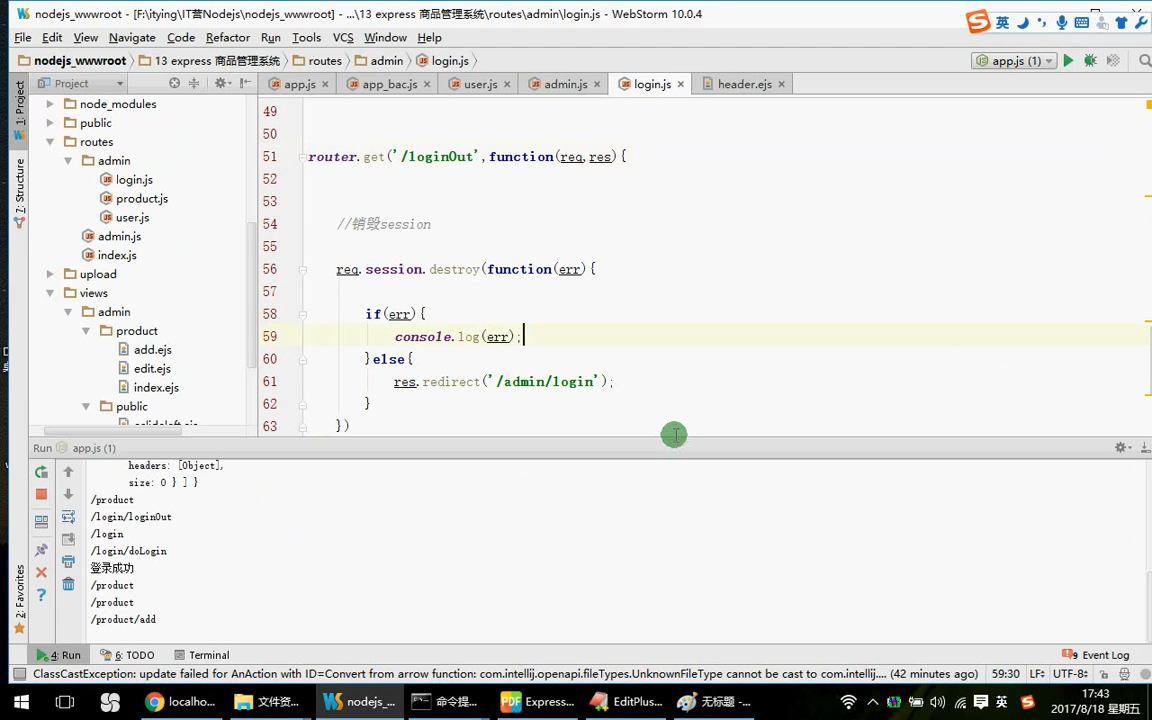 nodejs_wwwroot - [F:\itying\IT营Nodejs\nodejs_wwwroot] - ...\13 express 商品管理系统\routes\admin\login.js - WebStorm 10.0.4
英
File Edit View Navigate Code Refactor Run Tools VCS Window Help
nodejs_wwwroot 13 express 商品管理系统 routes admin login.js
app.js (1)
1: Project
Project
app.js app_bac.js user.js admin.js login.js header.ejs
node_modules
public
routes
admin
login.js
product.js
user.js
admin.js
index.js
upload
views
admin
product
add.ejs
edit.ejs
index.ejs
public
7: Structure
49
50
51 router.get('/loginOut',function(req,res){
52
53
54 //销毁session
55
56 req.session.destroy(function(err){
57
58 if(err){
59 console.log(err);
60 }else{
61 res.redirect('/admin/login');
62 }
63 })
Run app.js (1)
headers: [Object],
size: 0 } ] }
/product
/login/loginOut
/login
/login/doLogin
登录成功
/product
/product
/product/add
2: Favorites
4: Run 6: TODO Terminal Event Log
ClassCastException: update failed for AnAction with ID=Convert from arrow function: com.intellij.openapi.fileTypes.UnknownFileType cannot be cast to com.intellij.... (42 minutes ago) 59:30 LF÷ UTF-8÷
localho... 文件资... nodejs_... 命令提... Express... EditPlus... 无标题 -... 英
17:43
2017/8/18 星期五